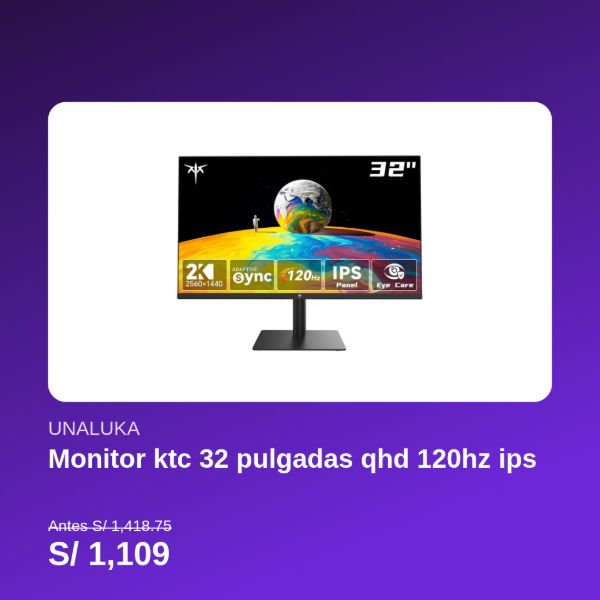 32"
2K
2560×1440
ADAPTIVE
Sync
120Hz
IPS
Panel
Eye Care
UNALUKA
Monitor ktc 32 pulgadas qhd 120hz ips
Antes S/ 1,418.75
S/ 1,109